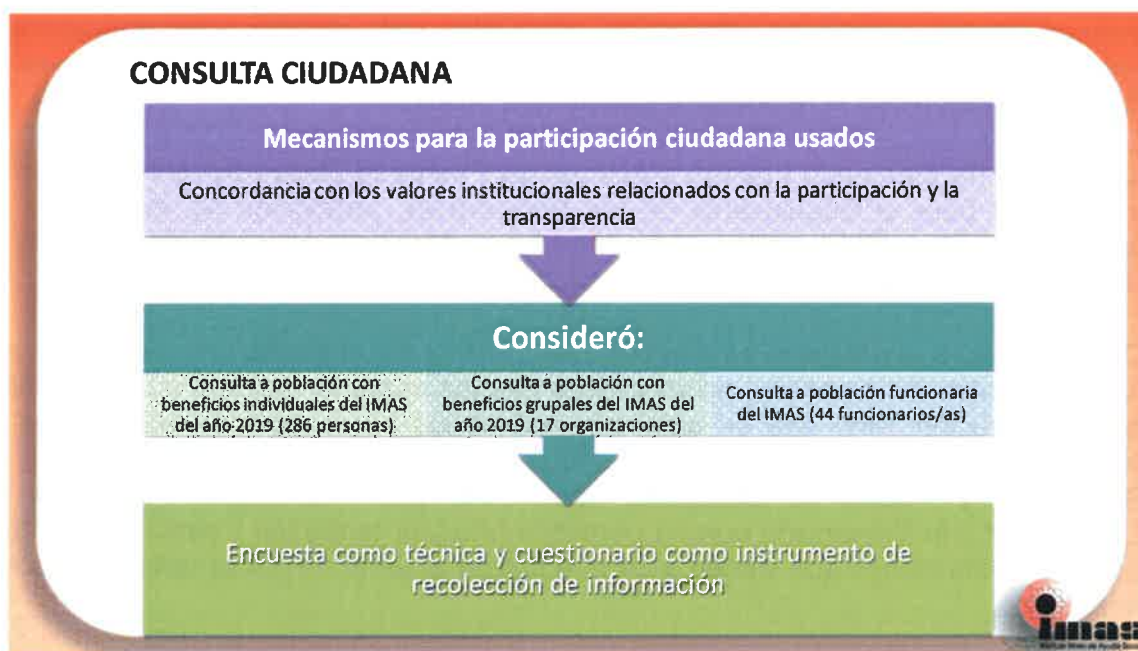 CONSULTA CIUDADANA
Mecanismos para la participación ciudadana usados
Concordancia con los valores institucionales relacionados con la participación y la
transparencia
Consideró:
Consulta a población con
beneficios individuales del IMAS
del año 2019 (286 personas)
Consulta a población con
beneficios grupales del IMAS del
año 2019 (17 organizaciones)
Consulta a población funcionaria
del IMAS (44 funcionarios/as)
Encuesta como técnica y cuestionario como instrumento de
recolección de información
imas